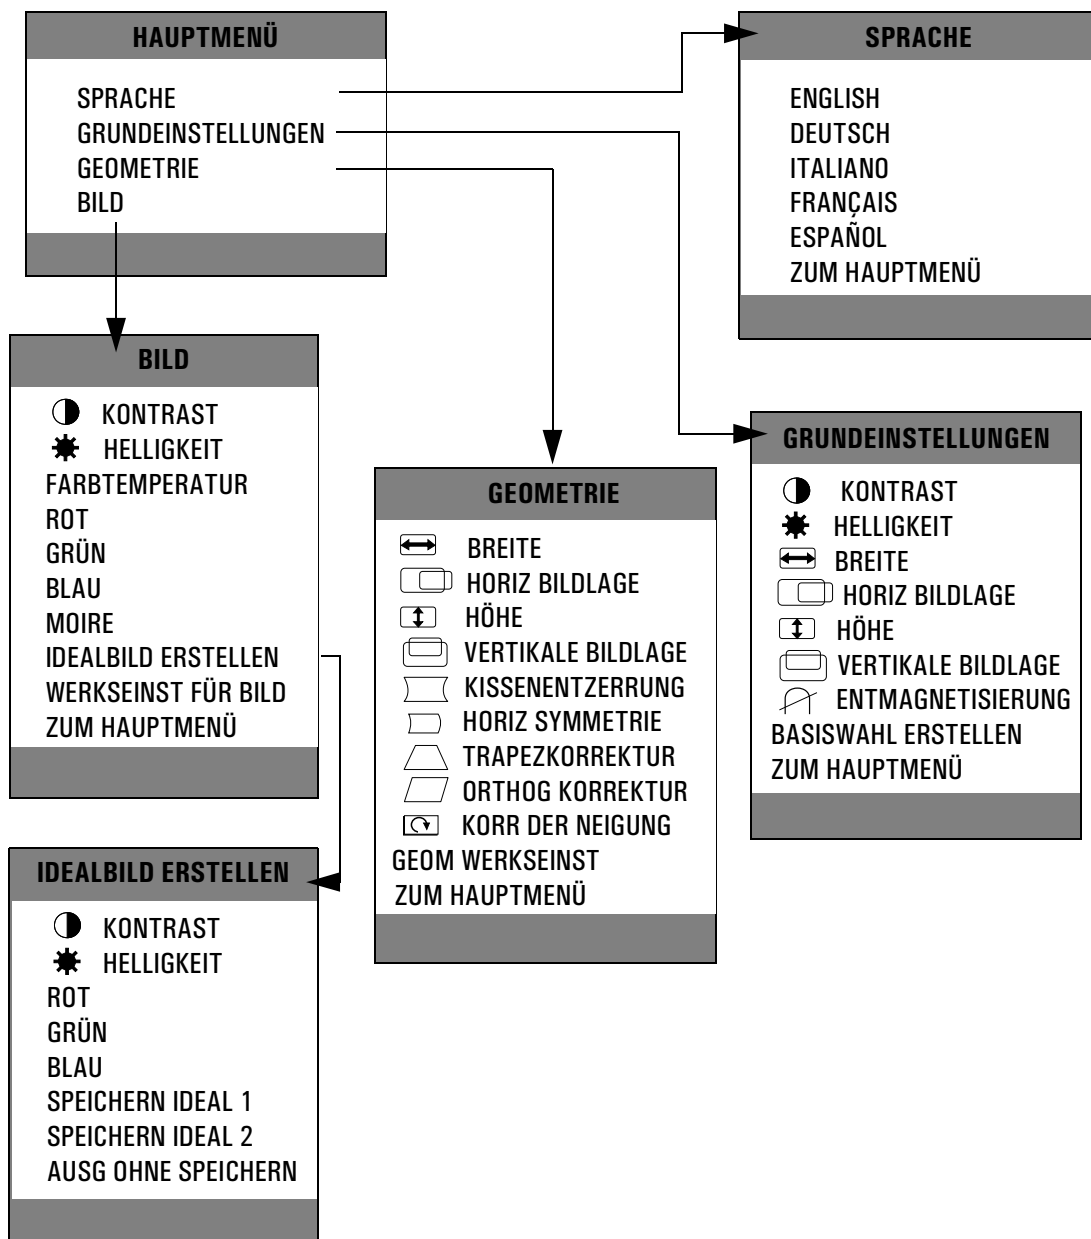 HAUPTMENÜ
SPRACHE
GRUNDEINSTELLUNGEN
GEOMETRIE
BILD
SPRACHE
ENGLISH
DEUTSCH
ITALIANO
FRANÇAIS
ESPAÑOL
ZUM HAUPTMENÜ
BILD
KONTRAST
HELLIGKEIT
FARBTEMPERATUR
ROT
GRÜN
BLAU
MOIRE
IDEALBILD ERSTELLEN
WERKSEINST FÜR BILD
ZUM HAUPTMENÜ
GEOMETRIE
BREITE
HORIZ BILDLAGE
HÖHE
VERTIKALE BILDLAGE
KISSENENTZERRUNG
HORIZ SYMMETRIE
TRAPEZKORREKTUR
ORTHOG KORREKTUR
KORR DER NEIGUNG
GEOM WERKSEINST
ZUM HAUPTMENÜ
GRUNDEINSTELLUNGEN
KONTRAST
HELLIGKEIT
BREITE
HORIZ BILDLAGE
HÖHE
VERTIKALE BILDLAGE
ENTMAGNETISIERUNG
BASISWAHL ERSTELLEN
ZUM HAUPTMENÜ
IDEALBILD ERSTELLEN
KONTRAST
HELLIGKEIT
ROT
GRÜN
BLAU
SPEICHERN IDEAL 1
SPEICHERN IDEAL 2
AUSG OHNE SPEICHERN